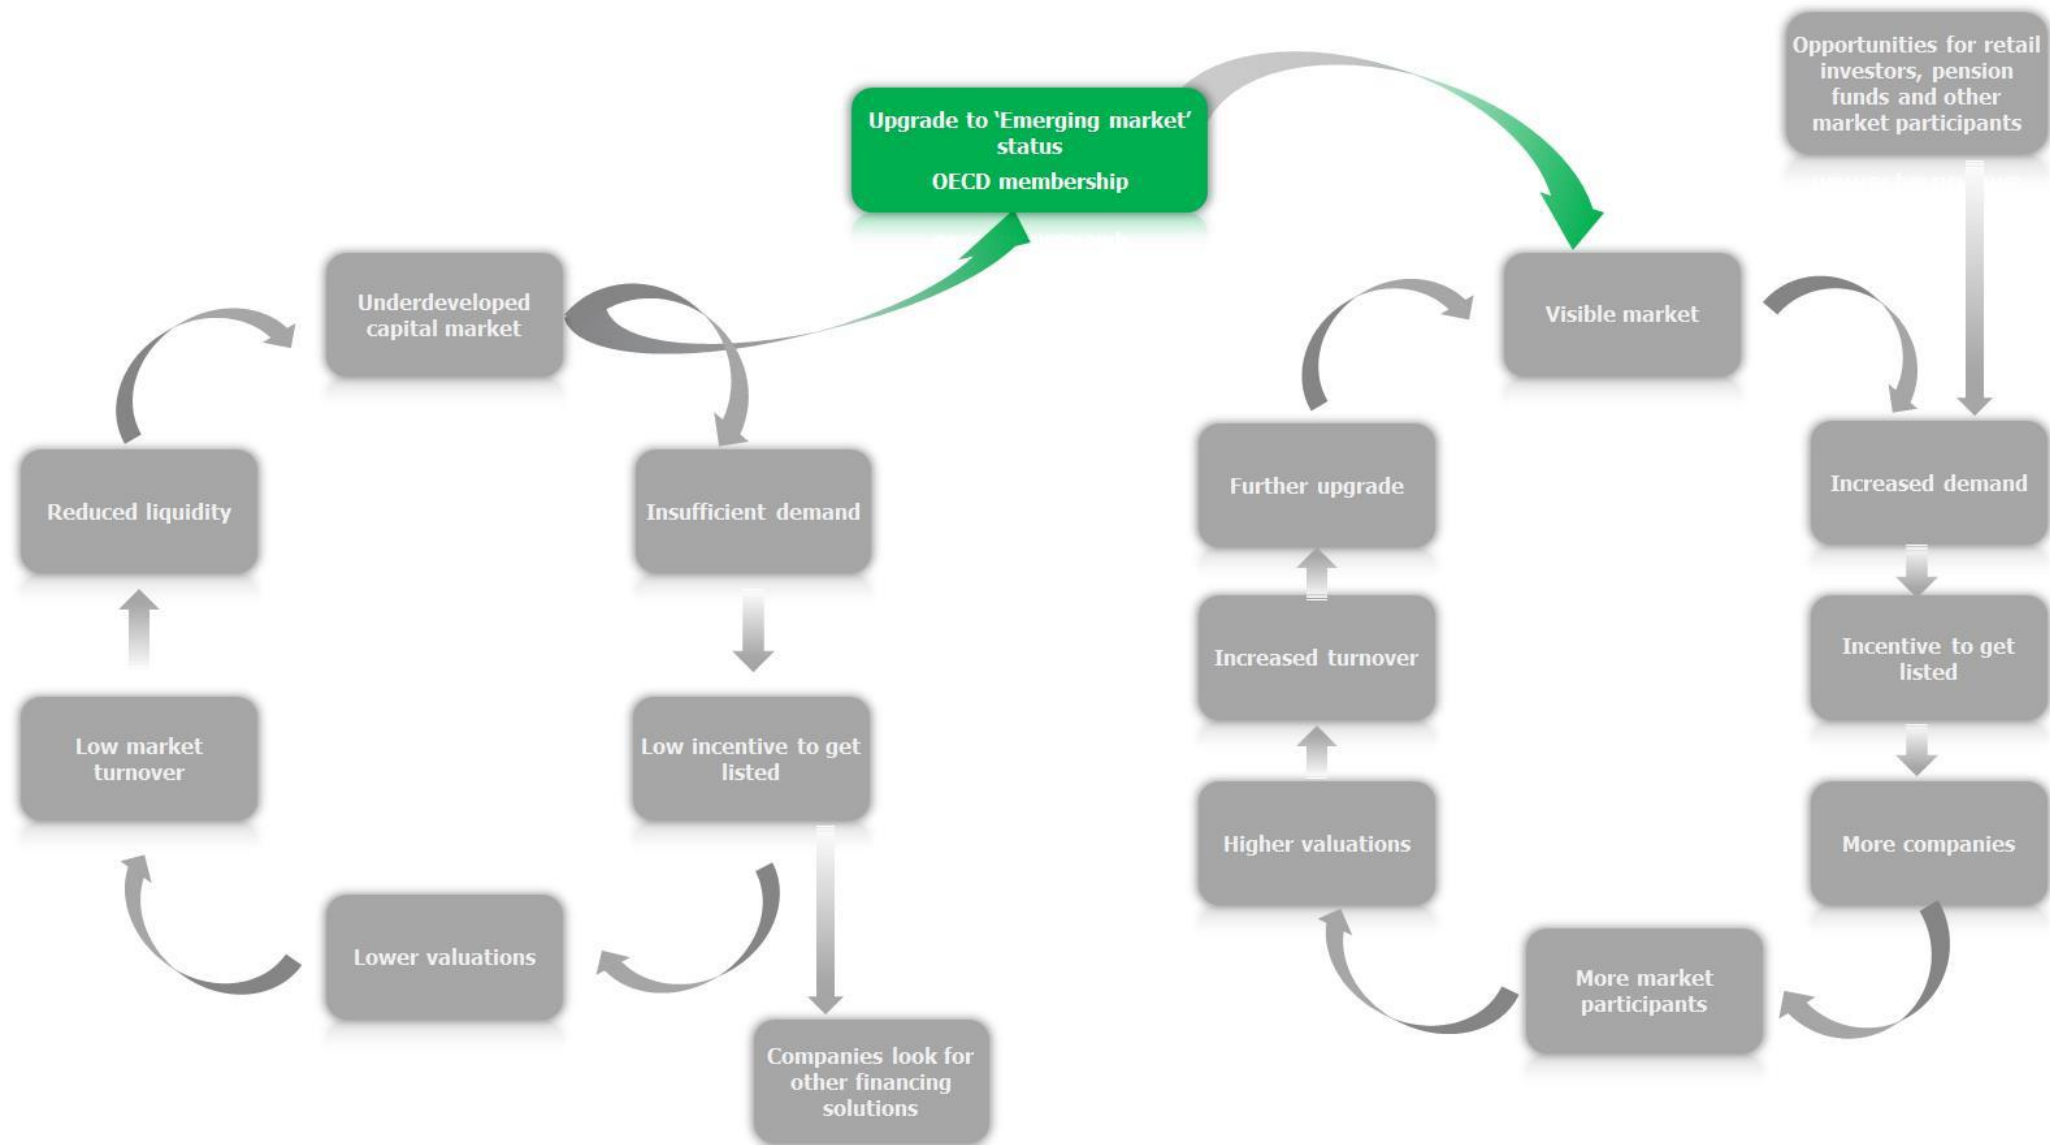 Opportunities for retail
investors, pension
funds and other
market participants
Upgrade to ‘Emerging market’
status
OECD membership
Underdeveloped
capital market
Visible market
Reduced liquidity
Insufficient demand
Further upgrade
Increased demand
Increased turnover
Incentive to get
listed
Low market
turnover
Low incentive to get
listed
Higher valuations
More companies
Lower valuations
More market
participants
Companies look for
other financing
solutions